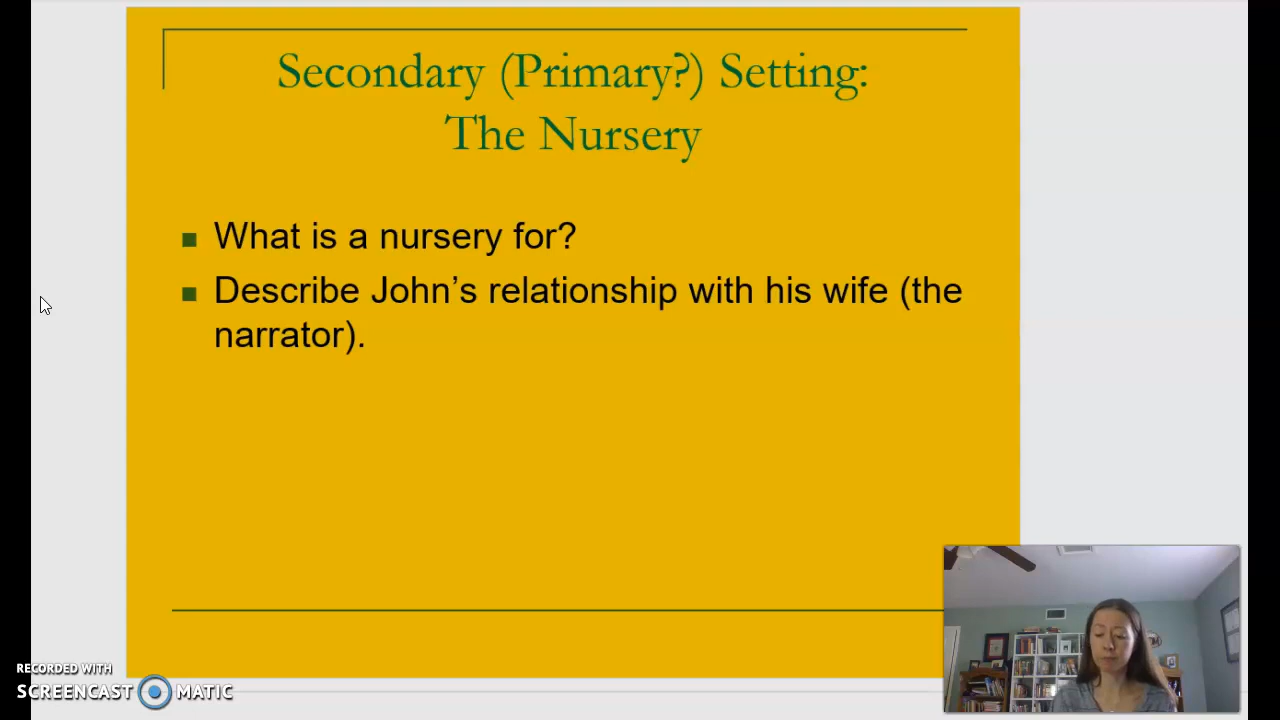 Secondary (Primary?) Setting:
The Nursery
What is a nursery for?
Describe John’s relationship with his wife (the
narrator).
RECORDED WITH
SCREENCAST MATIC